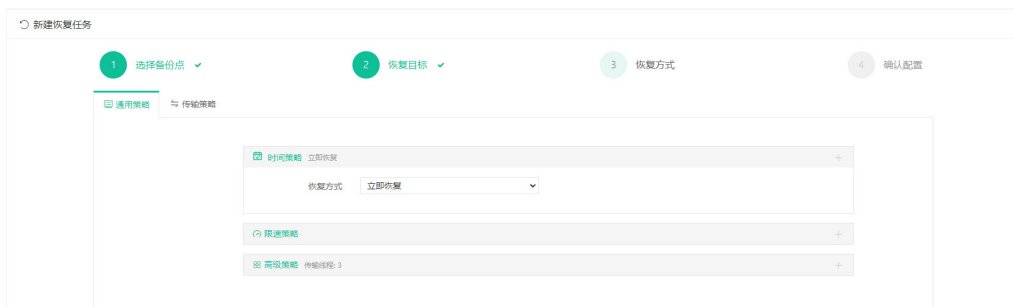 新建恢复任务
1 选择备份点 2 恢复目标 3 恢复方式 4 确认配置
通用策略 传输策略
时间策略 立即恢复
恢复方式 立即恢复
限速策略
高级策略 传输线程: 3